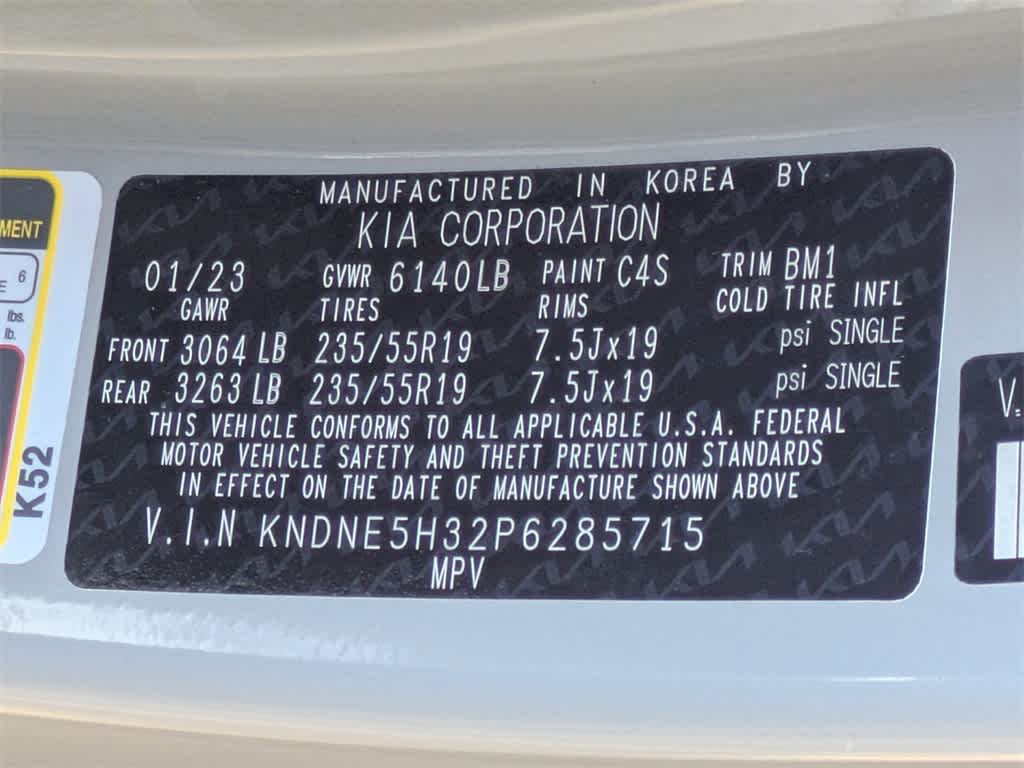 MANUFACTURED IN KOREA BY
KIA CORPORATION
01/23 GVWR 6140LB PAINT C4S TRIM BM1
GAWR TIRES RIMS COLD TIRE INFL
FRONT 3064 LB 235/55R19 7.5Jx19 psi SINGLE
REAR 3263 LB 235/55R19 7.5Jx19 psi SINGLE
THIS VEHICLE CONFORMS TO ALL APPLICABLE U.S.A. FEDERAL
MOTOR VEHICLE SAFETY AND THEFT PREVENTION STANDARDS
IN EFFECT ON THE DATE OF MANUFACTURE SHOWN ABOVE
V.I.N KNDNE5H32P6285715
MPV
MENT
E 6
lbs.
lb.
K52
V.